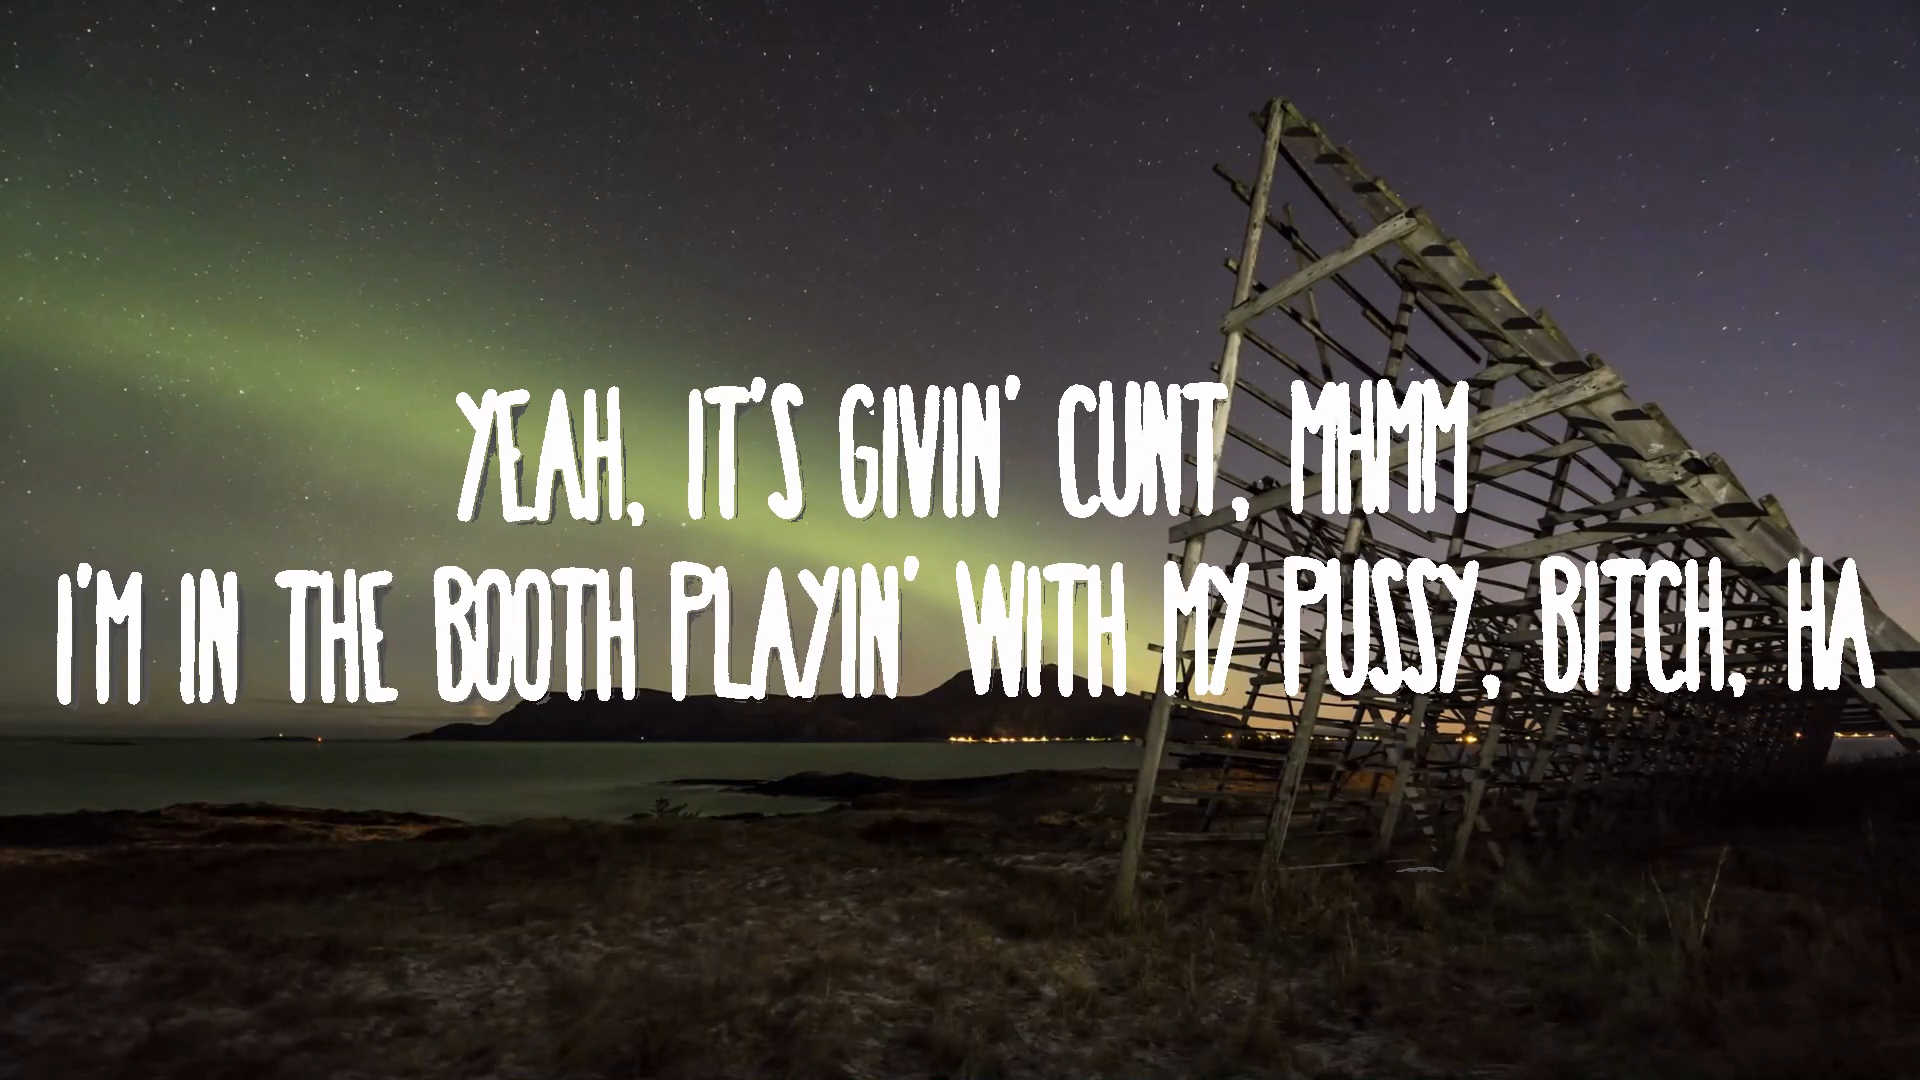 YEAH, IT'S GIVIN' CUNT, MHMM
I'M IN THE BOOTH PLAYIN' WITH MY PUSSY, BITCH, HA